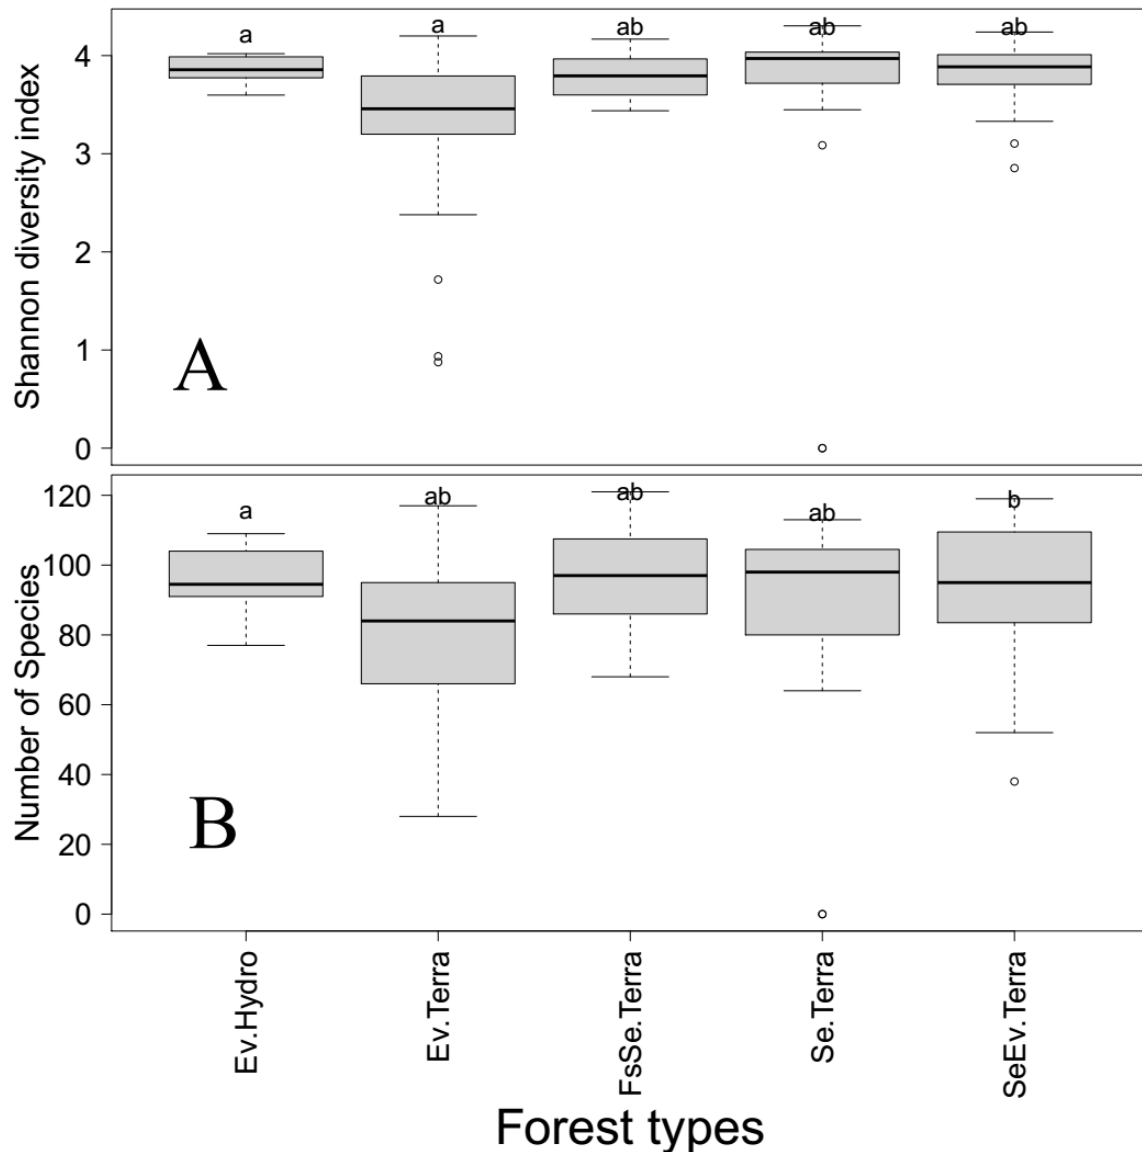 Shannon diversity index
4
3
2
1
0
a a ab ab ab
A
Number of Species
120
100
80
60
40
20
0
a ab ab ab b
B
Ev.Hydro
Ev.Terra
FsSe.Terra
Se.Terra
SeEv.Terra
Forest types